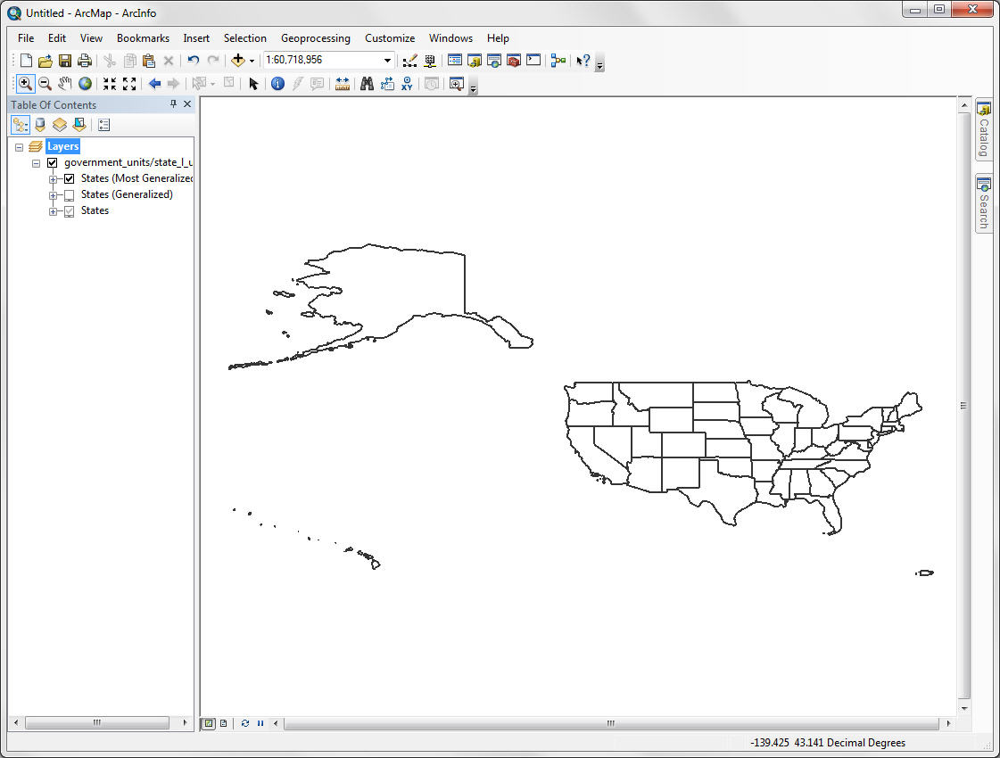 Untitled - ArcMap - ArcInfo
File Edit View Bookmarks Insert Selection Geoprocessing Customize Windows Help
1:60,718,956
XY
Table Of Contents
Layers
government_units/state_l_u
States (Most Generalized
States (Generalized)
States
Catalog
Search
-139.425 43.141 Decimal Degrees